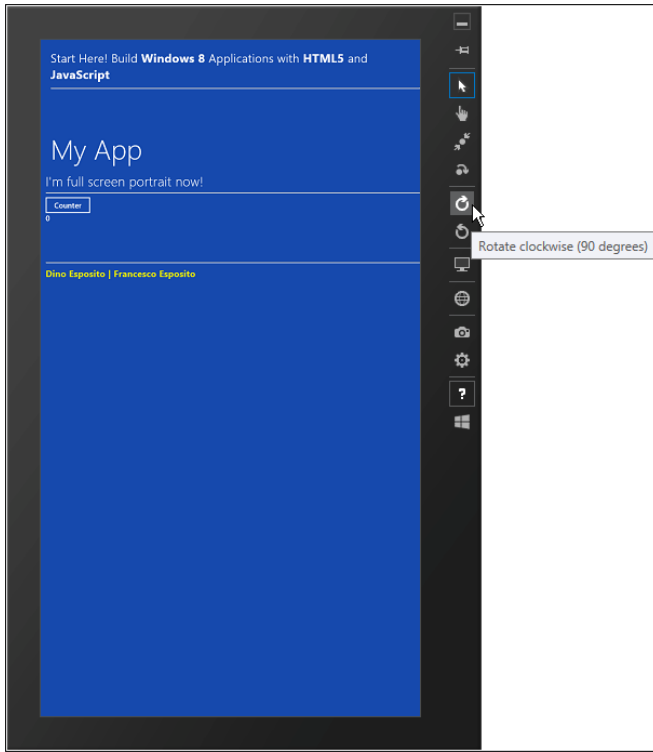 Start Here! Build Windows 8 Applications with HTML5 and
JavaScript
My App
I'm full screen portrait now!
Counter
0
Rotate clockwise (90 degrees)
Dino Esposito | Francesco Esposito
?